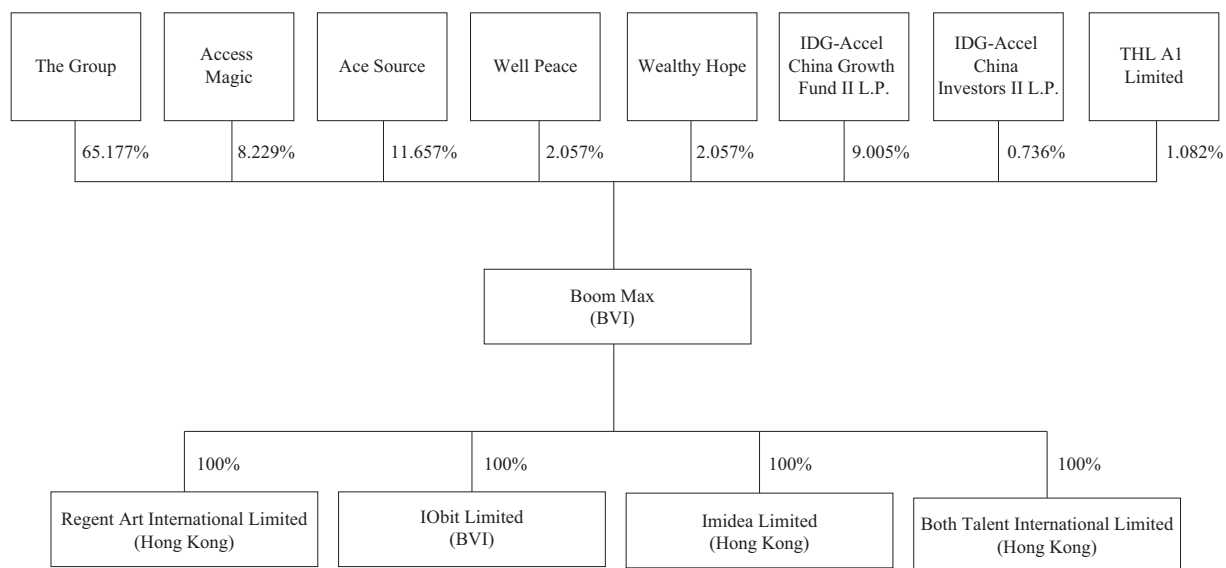 The Group
Access
Magic
Ace Source
Well Peace
Wealthy Hope
IDG-Accel
China Growth
Fund II L.P.
IDG-Accel
China
Investors II L.P.
THL A1
Limited
65.177%
8.229%
11.657%
2.057%
2.057%
9.005%
0.736%
1.082%
Boom Max
(BVI)
100%
100%
100%
100%
Regent Art International Limited
(Hong Kong)
IObit Limited
(BVI)
Imidea Limited
(Hong Kong)
Both Talent International Limited
(Hong Kong)